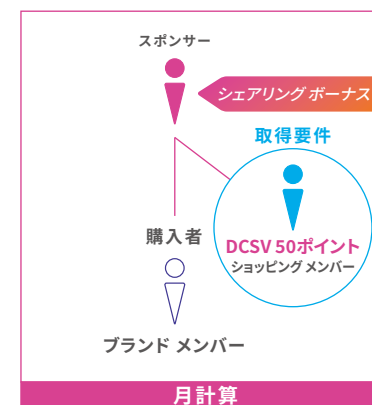 スポンサー
シェアリング ボーナス
取得要件
購入者
DCSV 50ポイント
ショッピング メンバー
ブランド メンバー
月計算